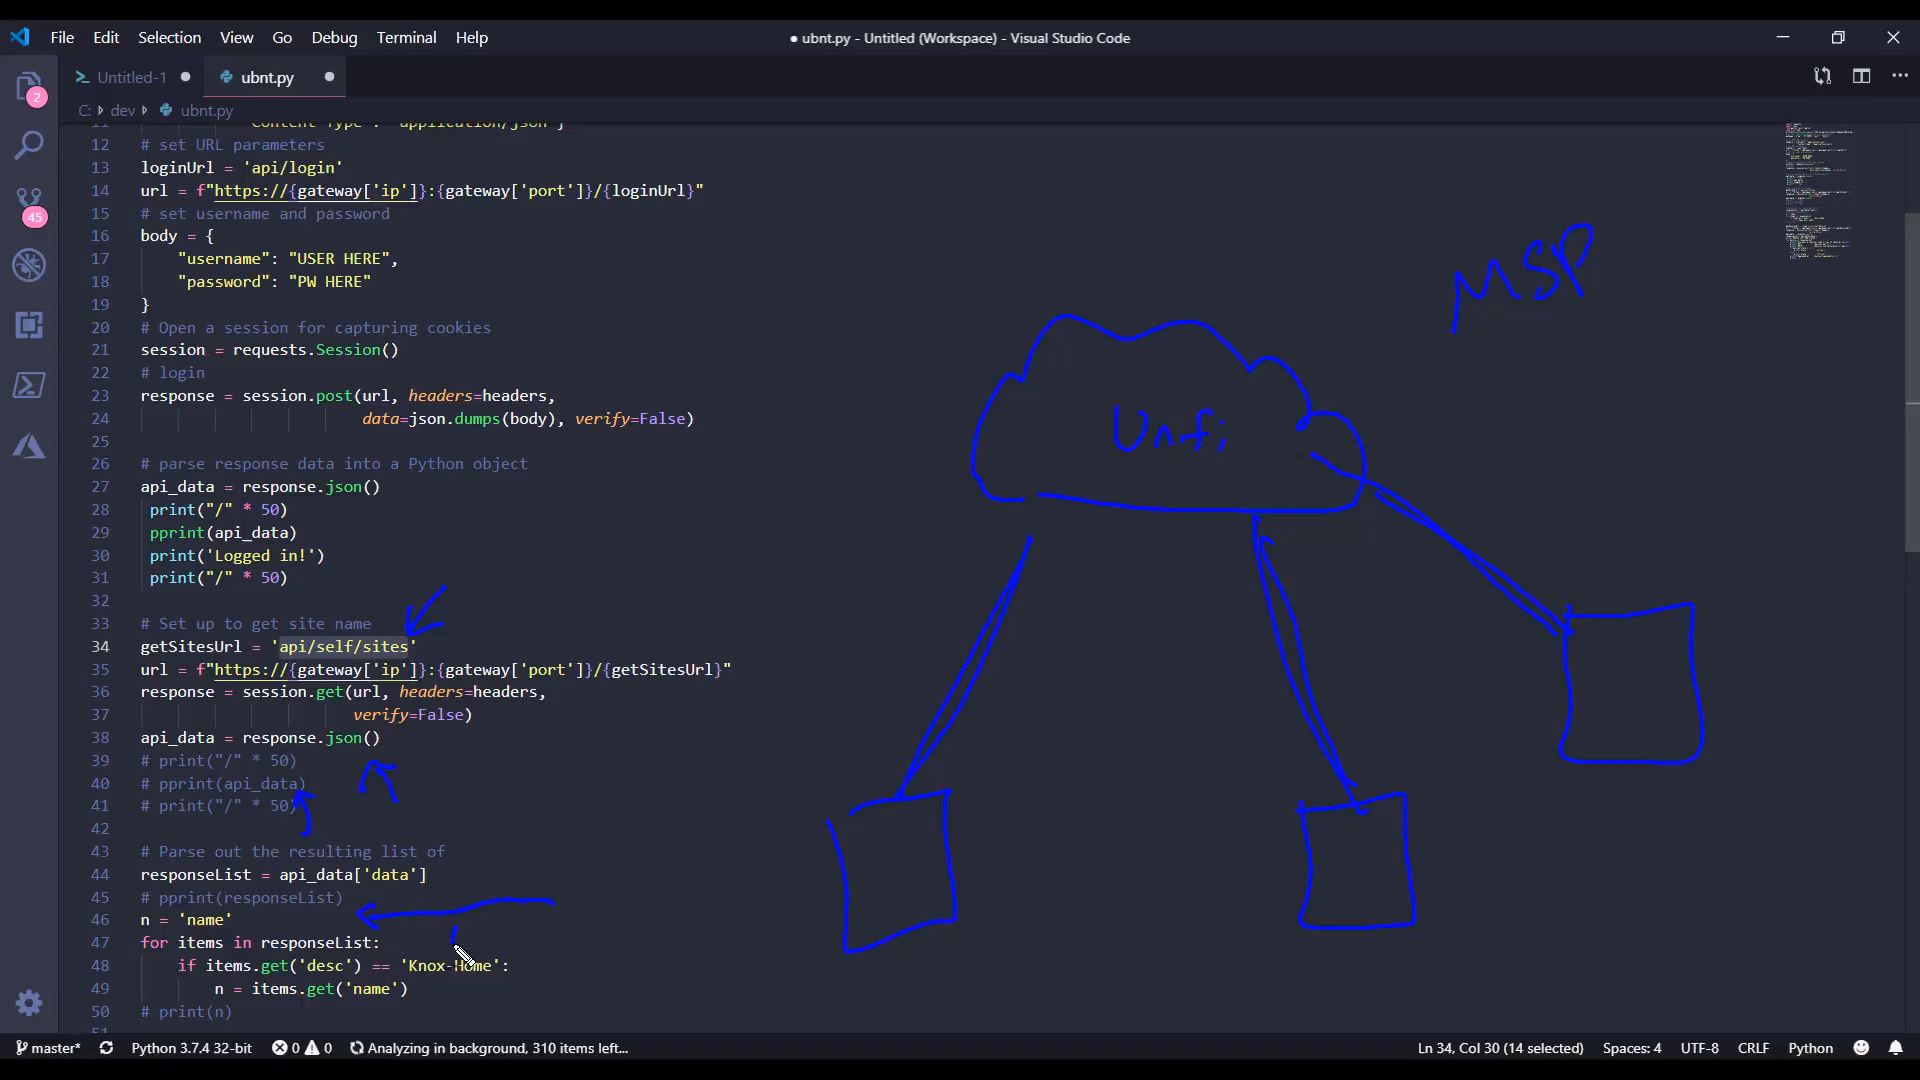 File Edit Selection View Go Debug Terminal Help
● ubnt.py - Untitled (Workspace) - Visual Studio Code
Untitled-1 ubnt.py
C: dev ubnt.py
2
45
11 "Content-Type": "application/json"}
12 # set URL parameters
13 loginUrl = 'api/login'
14 url = f"https://{gateway['ip']}:{gateway['port']}/{loginUrl}"
15 # set username and password
16 body = {
17 "username": "USER HERE",
18 "password": "PW HERE"
19 }
20 # Open a session for capturing cookies
21 session = requests.Session()
22 # login
23 response = session.post(url, headers=headers,
24 data=json.dumps(body), verify=False)
25
26 # parse response data into a Python object
27 api_data = response.json()
28 print("/" * 50)
29 pprint(api_data)
30 print('Logged in!')
31 print("/" * 50)
32
33 # Set up to get site name
34 getSitesUrl = 'api/self/sites'
35 url = f"https://{gateway['ip']}:{gateway['port']}/{getSitesUrl}"
36 response = session.get(url, headers=headers,
37 verify=False)
38 api_data = response.json()
39 # print("/" * 50)
40 # pprint(api_data)
41 # print("/" * 50)
42
43 # Parse out the resulting list of
44 responseList = api_data['data']
45 # pprint(responseList)
46 n = 'name'
47 for items in responseList:
48 if items.get('desc') == 'Knox-Home':
49 n = items.get('name')
50 # print(n)
51
MSP
Unfi
master* Python 3.7.4 32-bit 0 0 Analyzing in background, 310 items left... Ln 34, Col 30 (14 selected) Spaces: 4 UTF-8 CRLF Python